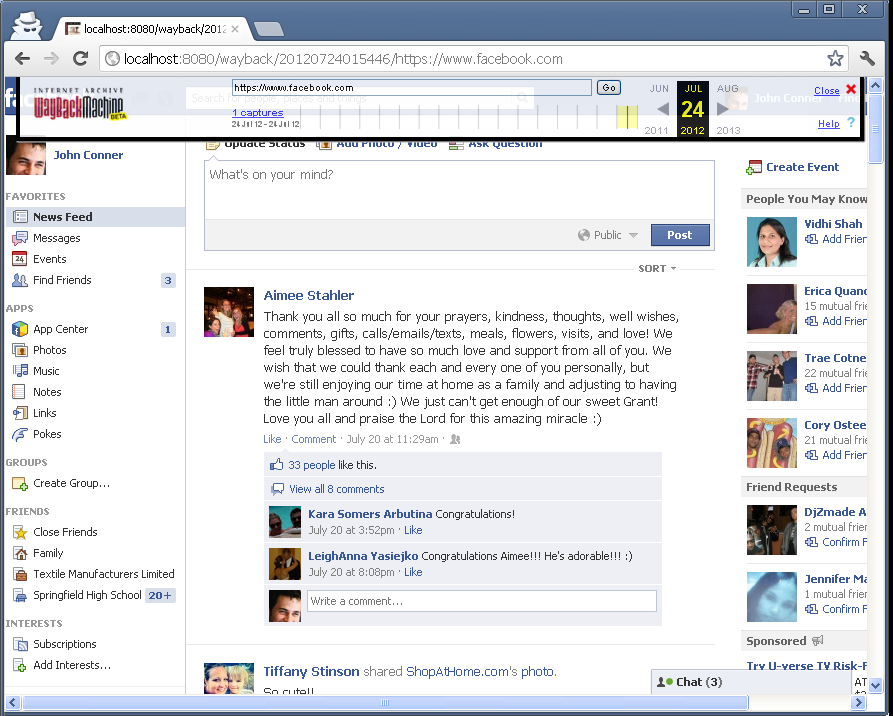 localhost:8080/wayback/2012
localhost:8080/wayback/20120724015446/https://www.facebook.com
INTERNET ARCHIVE
WayBackMachine
BETA
https://www.facebook.com
Go
JUN
JUL
AUG
Close
Search for people, places and things
John Conner
1 captures
24 Jul 12 - 24 Jul 12
24
2011
2012
2013
Help ?
John Conner
Update Status
Add Photo / Video
Ask Question
What's on your mind?
Public
Post
SORT
FAVORITES
News Feed
Messages
Events
Find Friends 3
APPS
App Center 1
Photos
Music
Notes
Links
Pokes
GROUPS
Create Group...
FRIENDS
Close Friends
Family
Textile Manufacturers Limited
Springfield High School 20+
INTERESTS
Subscriptions
Add Interests...
Aimee Stahler
Thank you all so much for your prayers, kindness, thoughts, well wishes,
comments, gifts, calls/emails/texts, meals, flowers, visits, and love! We
feel truly blessed to have so much love and support from all of you. We
wish that we could thank each and every one of you personally, but
we're still enjoying our time at home as a family and adjusting to having
the little man around :) We just can't get enough of our sweet Grant!
Love you all and praise the Lord for this amazing miracle :)
Like · Comment · July 20 at 11:29am ·
33 people like this.
View all 8 comments
Kara Somers Arbutina Congratulations!
July 20 at 3:52pm · Like
LeighAnna Yasiejko Congratulations Aimee!!! He's adorable!!! :)
July 20 at 8:08pm · Like
Write a comment...
Tiffany Stinson shared ShopAtHome.com's photo.
So cute!!
Create Event
People You May Know
Vidhi Shah
Add Frien
Erica Quand
15 mutual frier
Add Frien
Trae Cotne
22 mutual frier
Add Frien
Cory Ostee
21 mutual frier
Add Frien
Friend Requests
DjZmade A
2 mutual frien
Confirm F
Jennifer Ma
1 mutual frien
Confirm F
Sponsored
Try U-verse TV Risk-F
AT
Chat (3)